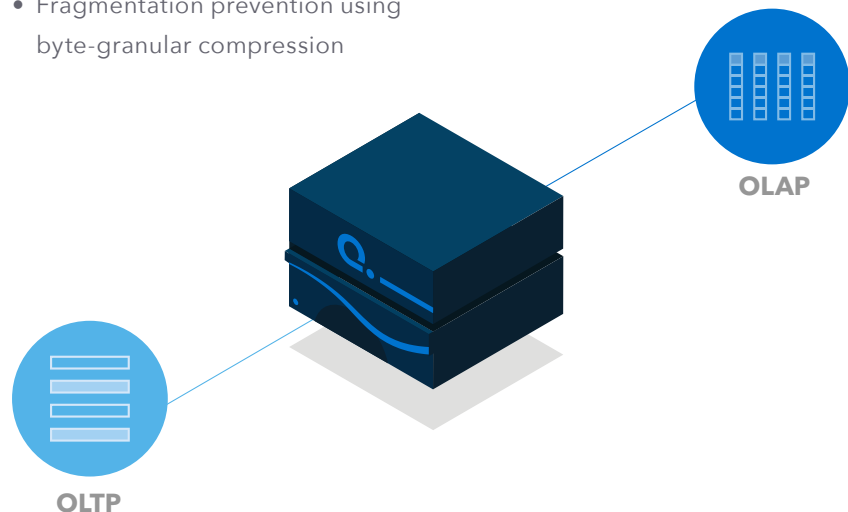 • Fragmentation prevention using
byte-granular compression
OLAP
OLTP